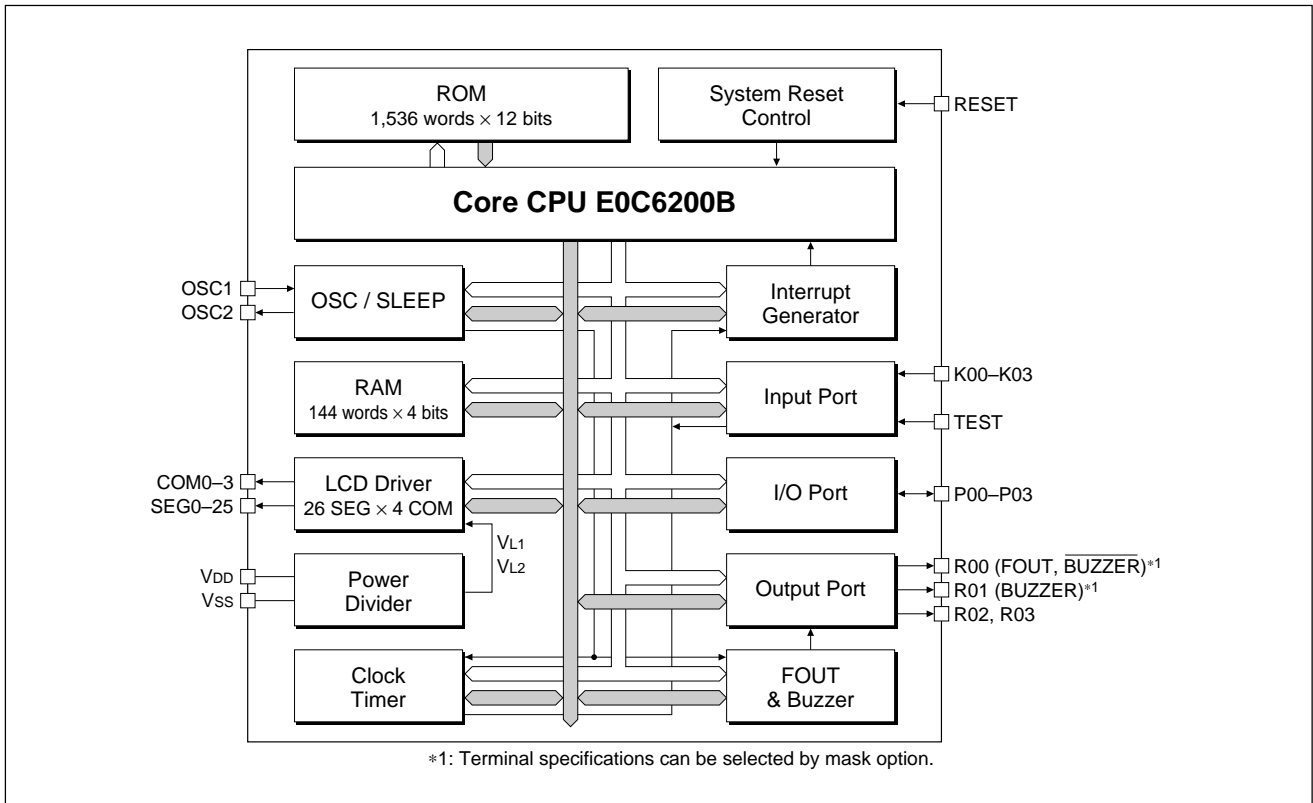 ROM
1,536 words × 12 bits
System Reset
Control
RESET
Core CPU E0C6200B
OSC1
OSC2
OSC / SLEEP
Interrupt
Generator
RAM
144 words × 4 bits
Input Port
K00–K03
TEST
COM0–3
SEG0–25
LCD Driver
26 SEG × 4 COM
I/O Port
P00–P03
VL1
VL2
VDD
VSS
Power
Divider
Output Port
R00 (FOUT, BUZZER)*1
R01 (BUZZER)*1
R02, R03
Clock
Timer
FOUT
& Buzzer
*1: Terminal specifications can be selected by mask option.